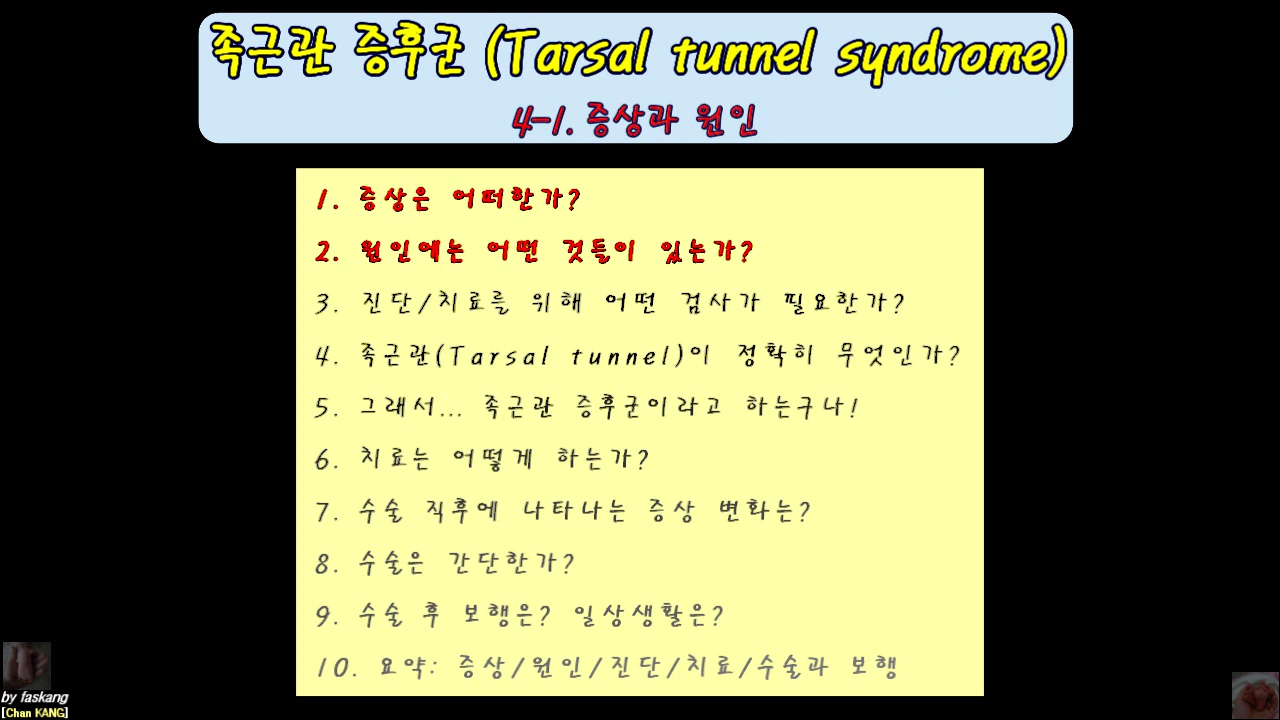 족근관 증후군 (Tarsal tunnel syndrome)
4-1. 증상과 원인
1. 증상은 어떠한가?
2. 원인에는 어떤 것들이 있는가?
3. 진단/치료를 위해 어떤 검사가 필요한가?
4. 족근관(Tarsal tunnel)이 정확히 무엇인가?
5. 그래서... 족근관 증후군이라고 하는구나!
6. 치료는 어떻게 하는가?
7. 수술 직후에 나타나는 증상 변화는?
8. 수술은 간단한가?
9. 수술 후 보행은? 일상생활은?
10. 요약: 증상/원인/진단/치료/수술과 보행
by faskang
[Chan KANG]